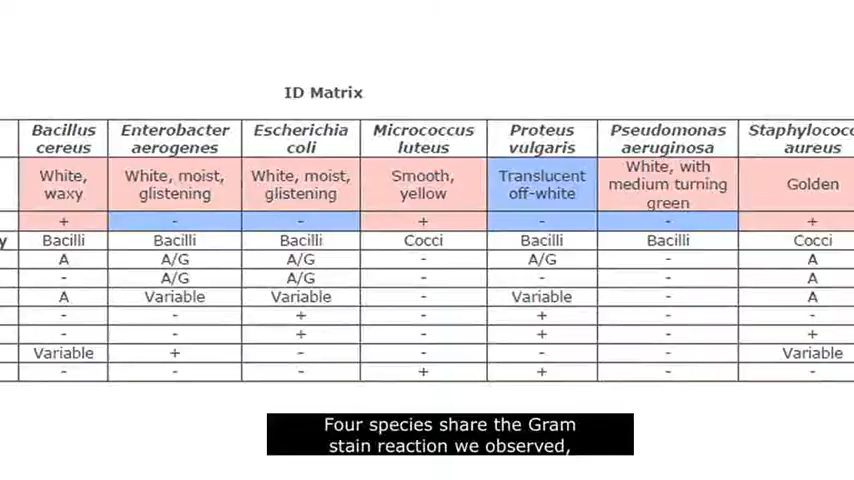 ID Matrix
Bacillus cereus Enterobacter aerogenes Escherichia coli Micrococcus luteus Proteus vulgaris Pseudomonas aeruginosa Staphylococc aureus
White, waxy White, moist, glistening White, moist, glistening Smooth, yellow Translucent off-white White, with medium turning green Golden
+ - - + - - +
y Bacilli Bacilli Bacilli Cocci Bacilli Bacilli Cocci
A A/G A/G - A/G - A
- A/G A/G - - - A
A Variable Variable - Variable - A
- - + - + - -
- - + - + - +
Variable + - - - - Variable
- - - + + - -
Four species share the Gram
stain reaction we observed,